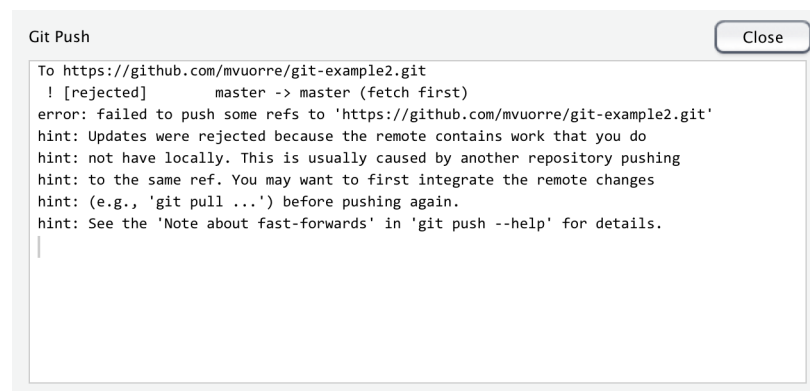 Git Push
Close
To https://github.com/mvuorre/git-example2.git
 ! [rejected]        master -> master (fetch first)
error: failed to push some refs to 'https://github.com/mvuorre/git-example2.git'
hint: Updates were rejected because the remote contains work that you do
hint: not have locally. This is usually caused by another repository pushing
hint: to the same ref. You may want to first integrate the remote changes
hint: (e.g., 'git pull ...') before pushing again.
hint: See the 'Note about fast-forwards' in 'git push --help' for details.